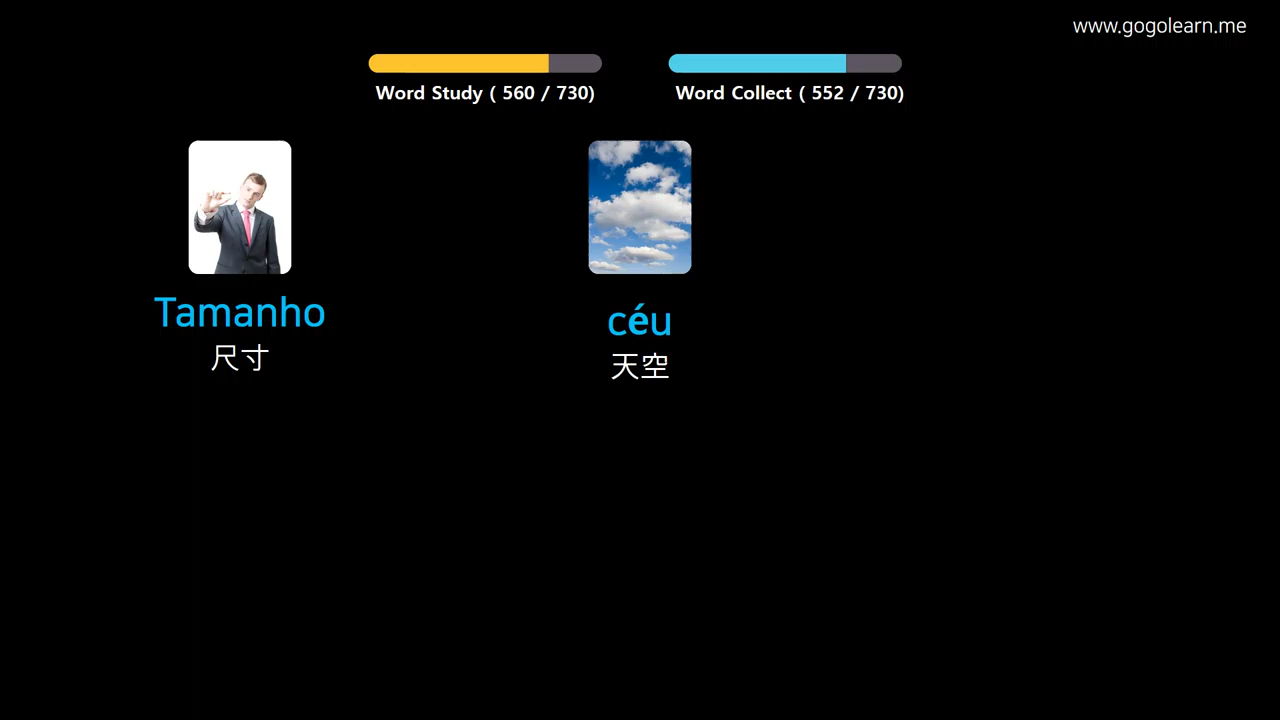 www.gogolearn.me
Word Study ( 560 / 730)
Word Collect ( 552 / 730)
Tamanho
尺寸
céu
天空